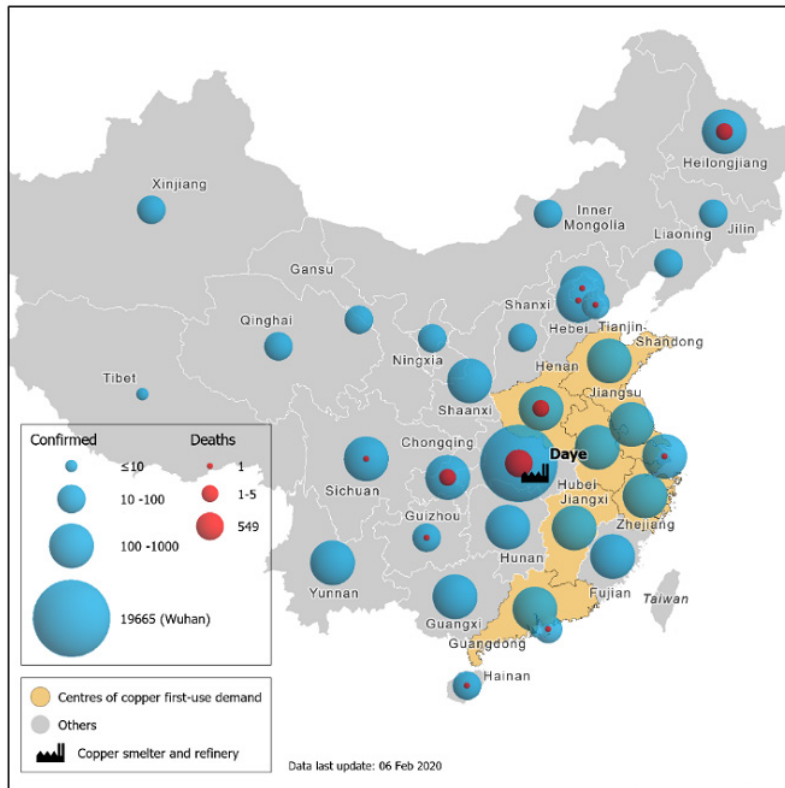 Heilongjiang
Xinjiang
Inner
Mongolia
Jilin
Liaoning
Gansu
Shanxi
Qinghai
Hebei
Tianjin
Shandong
Ningxia
Henan
Tibet
Jiangsu
Shaanxi
Chongqing
Daye
Sichuan
Hubei
Jiangxi
Guizhou
Zhejiang
Hunan
Yunnan
Fujian
Taiwan
Guangxi
Guangdong
Hainan
Confirmed Deaths
≤10 1
10 -100 1-5
100 -1000 549
19665 (Wuhan)
Centres of copper first-use demand
Others
Copper smelter and refinery
Data last update: 06 Feb 2020